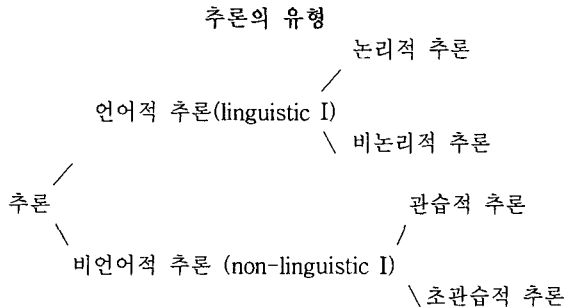 추론의 유형
논리적 추론
언어적 추론(linguistic I)
비논리적 추론
추론
관습적 추론
비언어적 추론 (non-linguistic I)
초관습적 추론